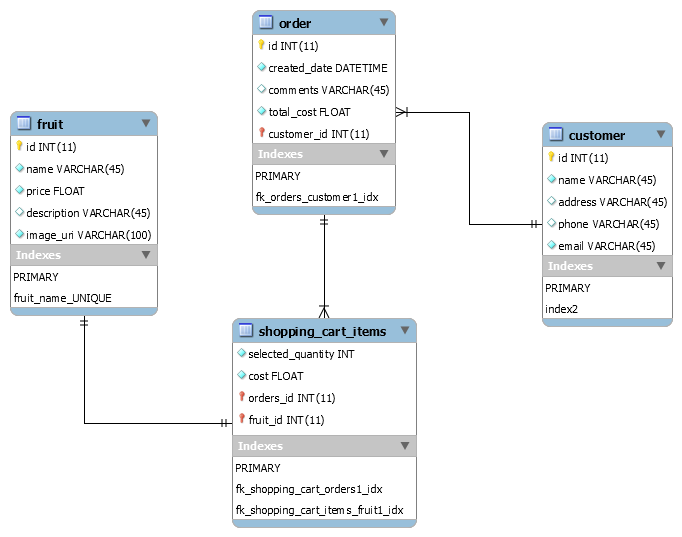 order
id INT(11)
created_date DATETIME
comments VARCHAR(45)
total_cost FLOAT
customer_id INT(11)
Indexes
PRIMARY
fk_orders_customer1_idx
fruit
id INT(11)
name VARCHAR(45)
price FLOAT
description VARCHAR(45)
image_uri VARCHAR(100)
Indexes
PRIMARY
fruit_name_UNIQUE
customer
id INT(11)
name VARCHAR(45)
address VARCHAR(45)
phone VARCHAR(45)
email VARCHAR(45)
Indexes
PRIMARY
index2
shopping_cart_items
selected_quantity INT
cost FLOAT
orders_id INT(11)
fruit_id INT(11)
Indexes
PRIMARY
fk_shopping_cart_orders1_idx
fk_shopping_cart_items_fruit1_idx